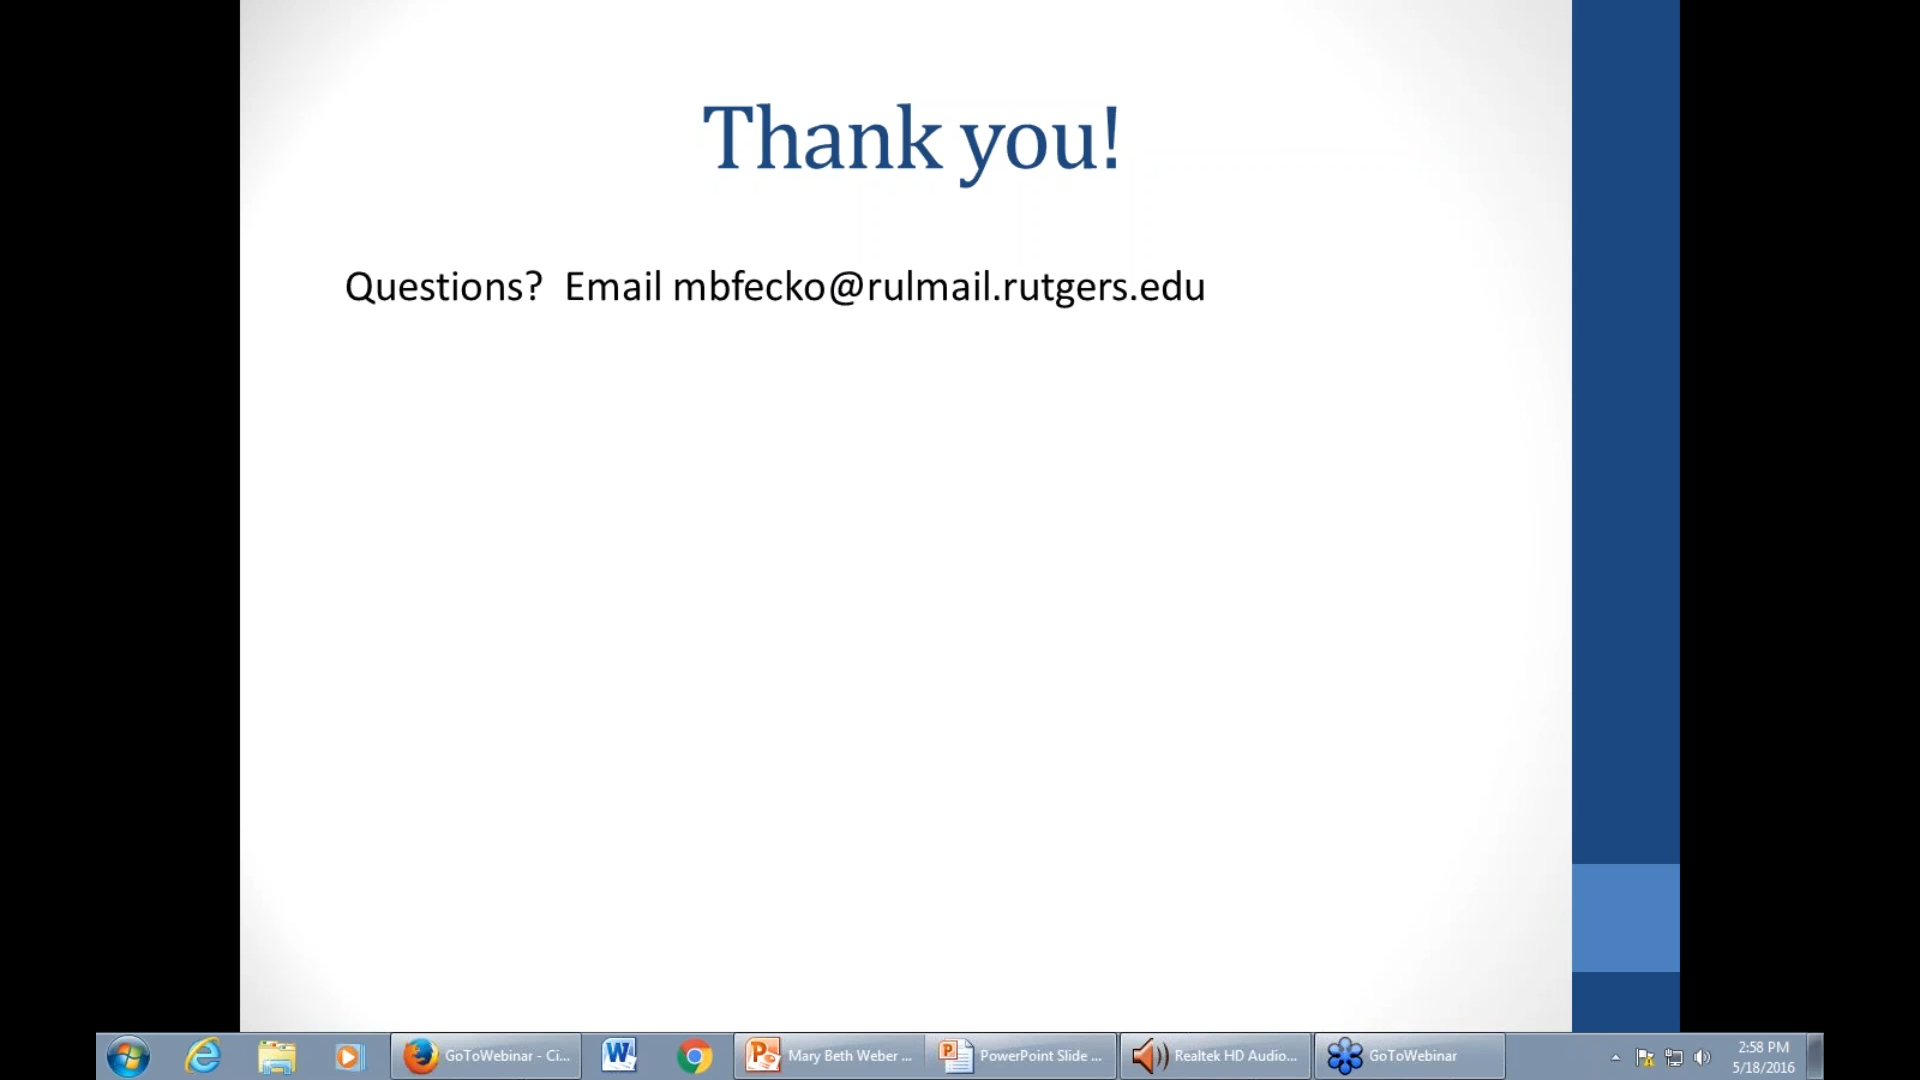 Thank you!
Questions?  Email mbfecko@rulmail.rutgers.edu
GoToWebinar - Ci...
Mary Beth Weber ...
PowerPoint Slide ...
Realtek HD Audio...
GoToWebinar
2:58 PM
5/18/2016